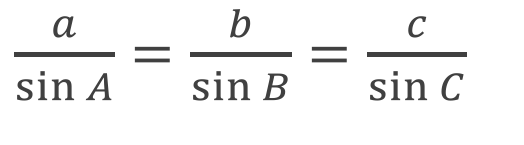 a/sin A = b/sin B = c/sin C